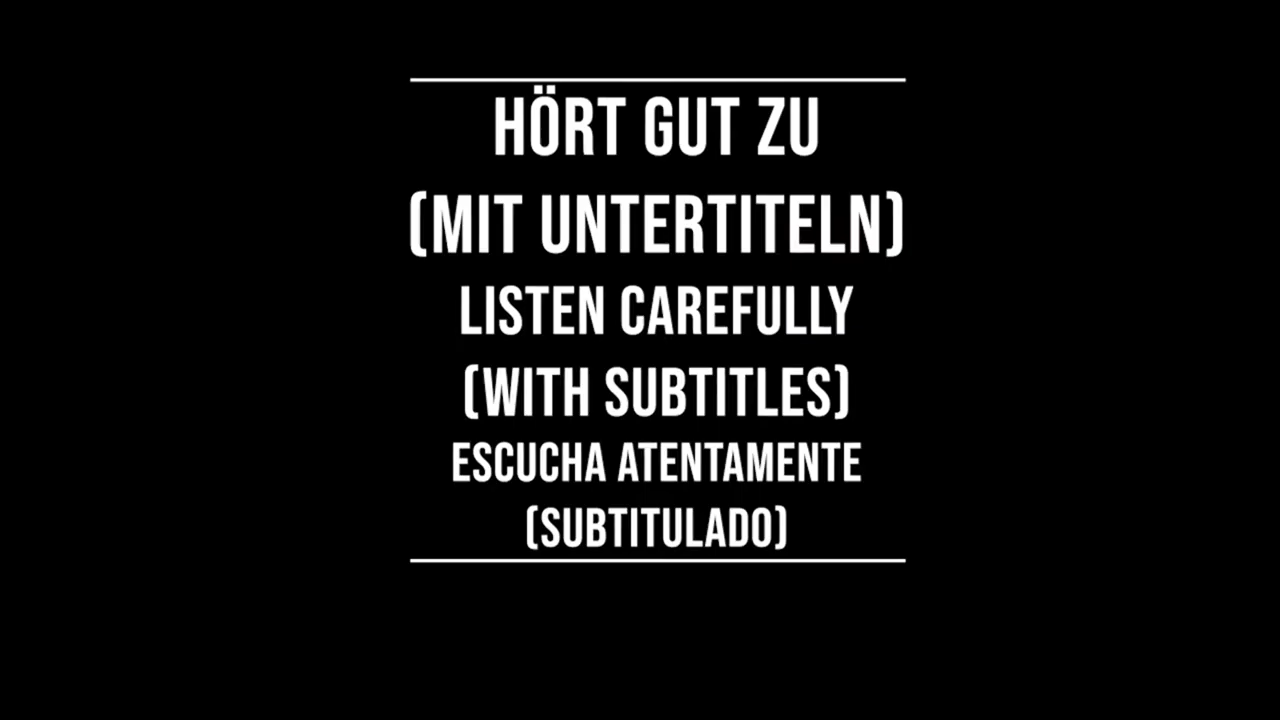 HÖRT GUT ZU
(MIT UNTERTITELN)
LISTEN CAREFULLY
(WITH SUBTITLES)
ESCUCHA ATENTAMENTE
(SUBTITULADO)